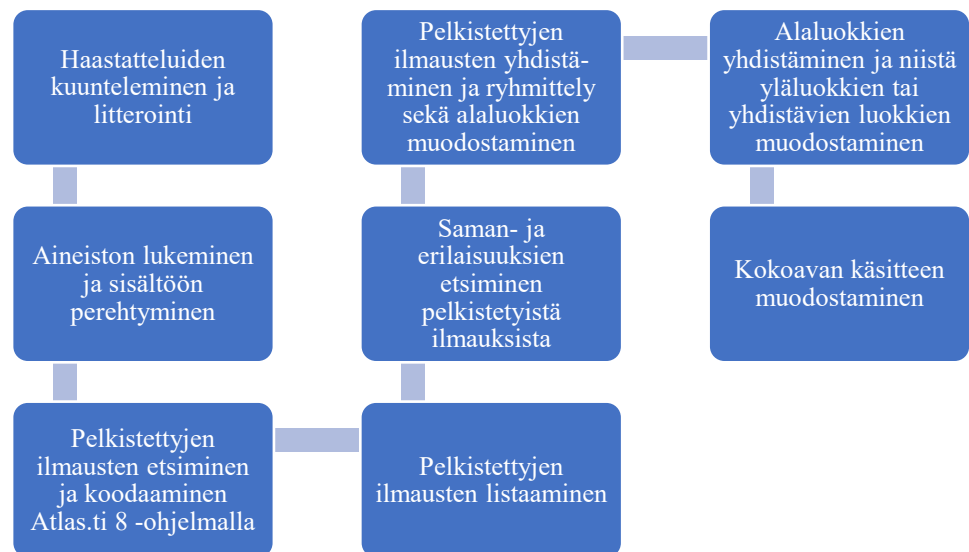 Haastatteluiden
kuunteleminen ja
litterointi
Aineiston lukeminen
ja sisältöön
perehtyminen
Pelkistettyjen
ilmausten etsiminen
ja koodaaminen
Atlas.ti 8 -ohjelmalla
Pelkistettyjen
ilmausten listaaminen
Saman- ja
erilaisuuksien
etsiminen
pelkistetyistä
ilmauksista
Pelkistettyjen
ilmausten yhdistä-
minen ja ryhmittely
sekä alaluokkien
muodostaminen
Alaluokkien
yhdistäminen ja niistä
yläluokkien tai
yhdistävien luokkien
muodostaminen
Kokoavan käsitteen
muodostaminen